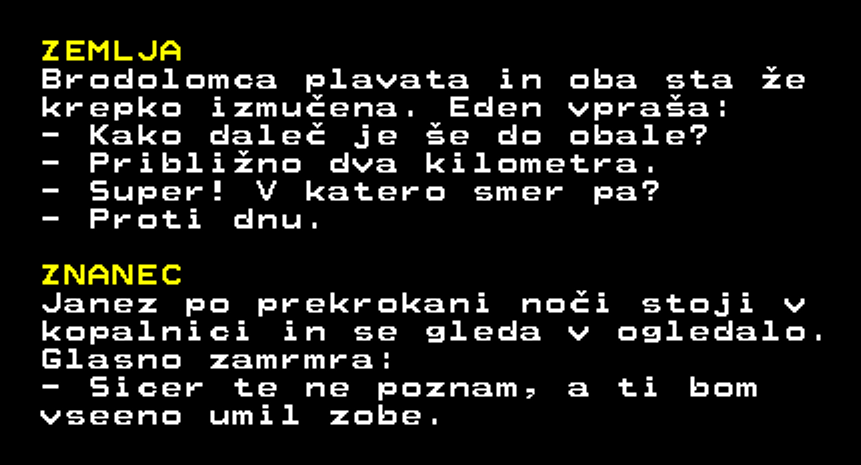 ZEMLJA
Brodolomca plavata in oba sta že
krepko izmučena. Eden vpraša:
- Kako daleč je še do obale?
- Približno dva kilometra.
- Super! V katero smer pa?
- Proti dnu.
ZNANEC
Janez po prekrokani noči stoji v
kopalnici in se gleda v ogledalo.
Glasno zamrmra:
- Sicer te ne poznam, a ti bom
vseeno umil zobe.